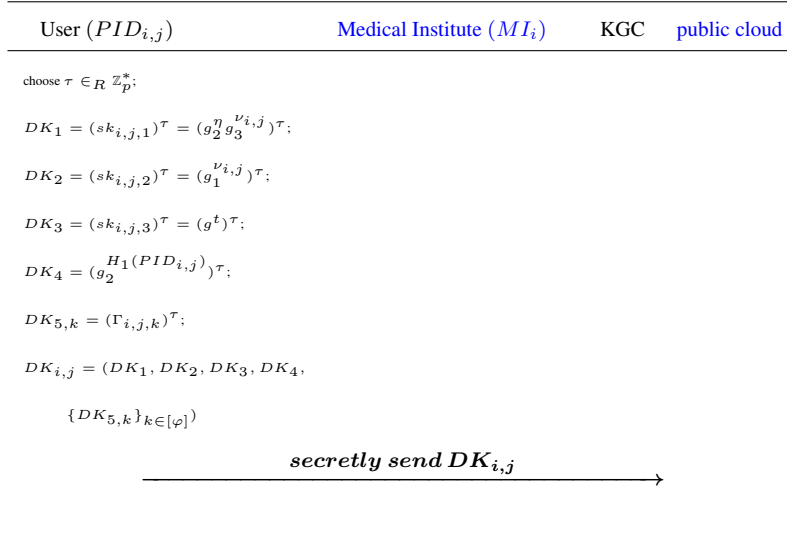 User (PID_{i,j}) Medical Institute (MI_i) KGC public cloud
choose τ ∈_R ℤ_p^*;
DK_1 = (sk_{i,j,1})^τ = (g_2^η g_3^{ν_{i,j}})^τ;
DK_2 = (sk_{i,j,2})^τ = (g_1^{ν_{i,j}})^τ;
DK_3 = (sk_{i,j,3})^τ = (g^t)^τ;
DK_4 = (g_2^{H_1(PID_{i,j})})^τ;
DK_{5,k} = (Γ_{i,j,k})^τ;
DK_{i,j} = (DK_1, DK_2, DK_3, DK_4,
{DK_{5,k}}_{k∈[φ]})
secretly send DK_{i,j}